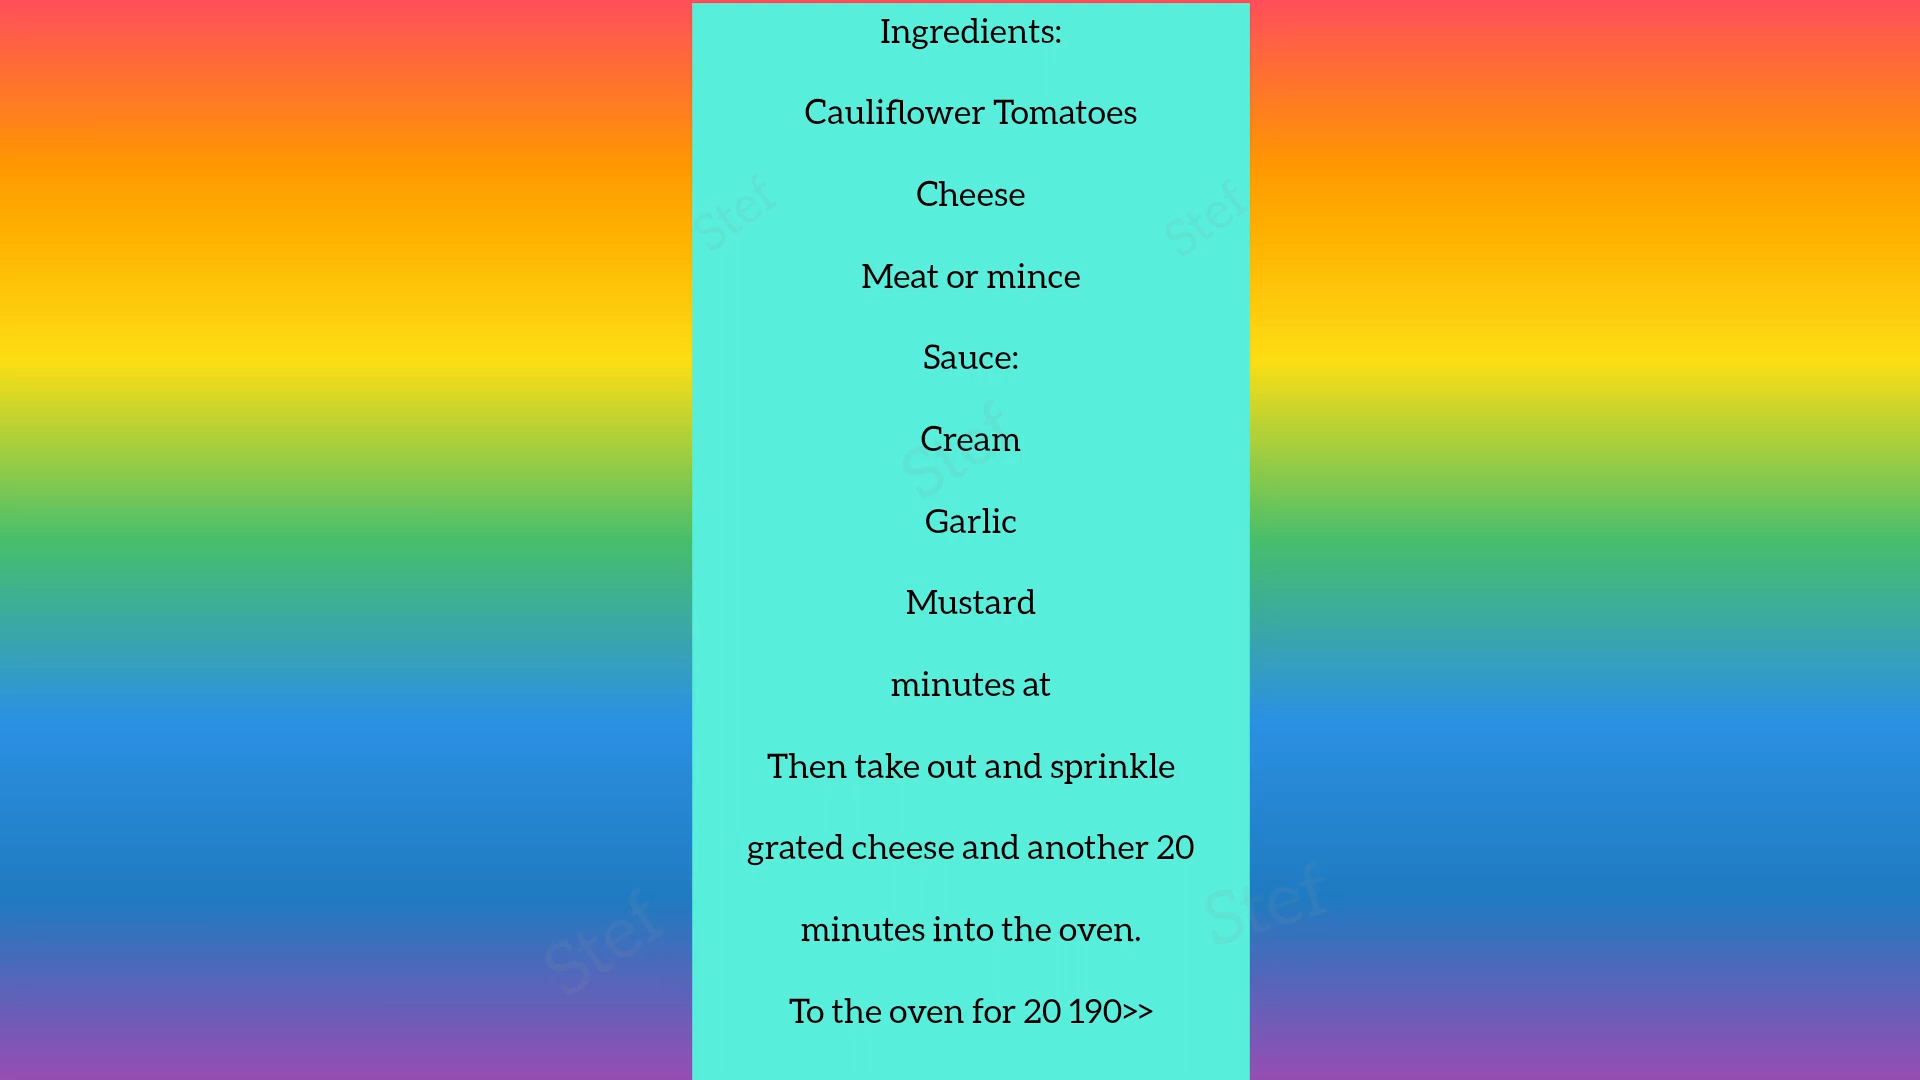 Ingredients:
Cauliflower Tomatoes
Cheese
Stef
Stef
Meat or mince
Sauce:
Cream
Stef
Garlic
Mustard
minutes at
Then take out and sprinkle
grated cheese and another 20
minutes into the oven.
Stef
Stef
To the oven for 20 190>>